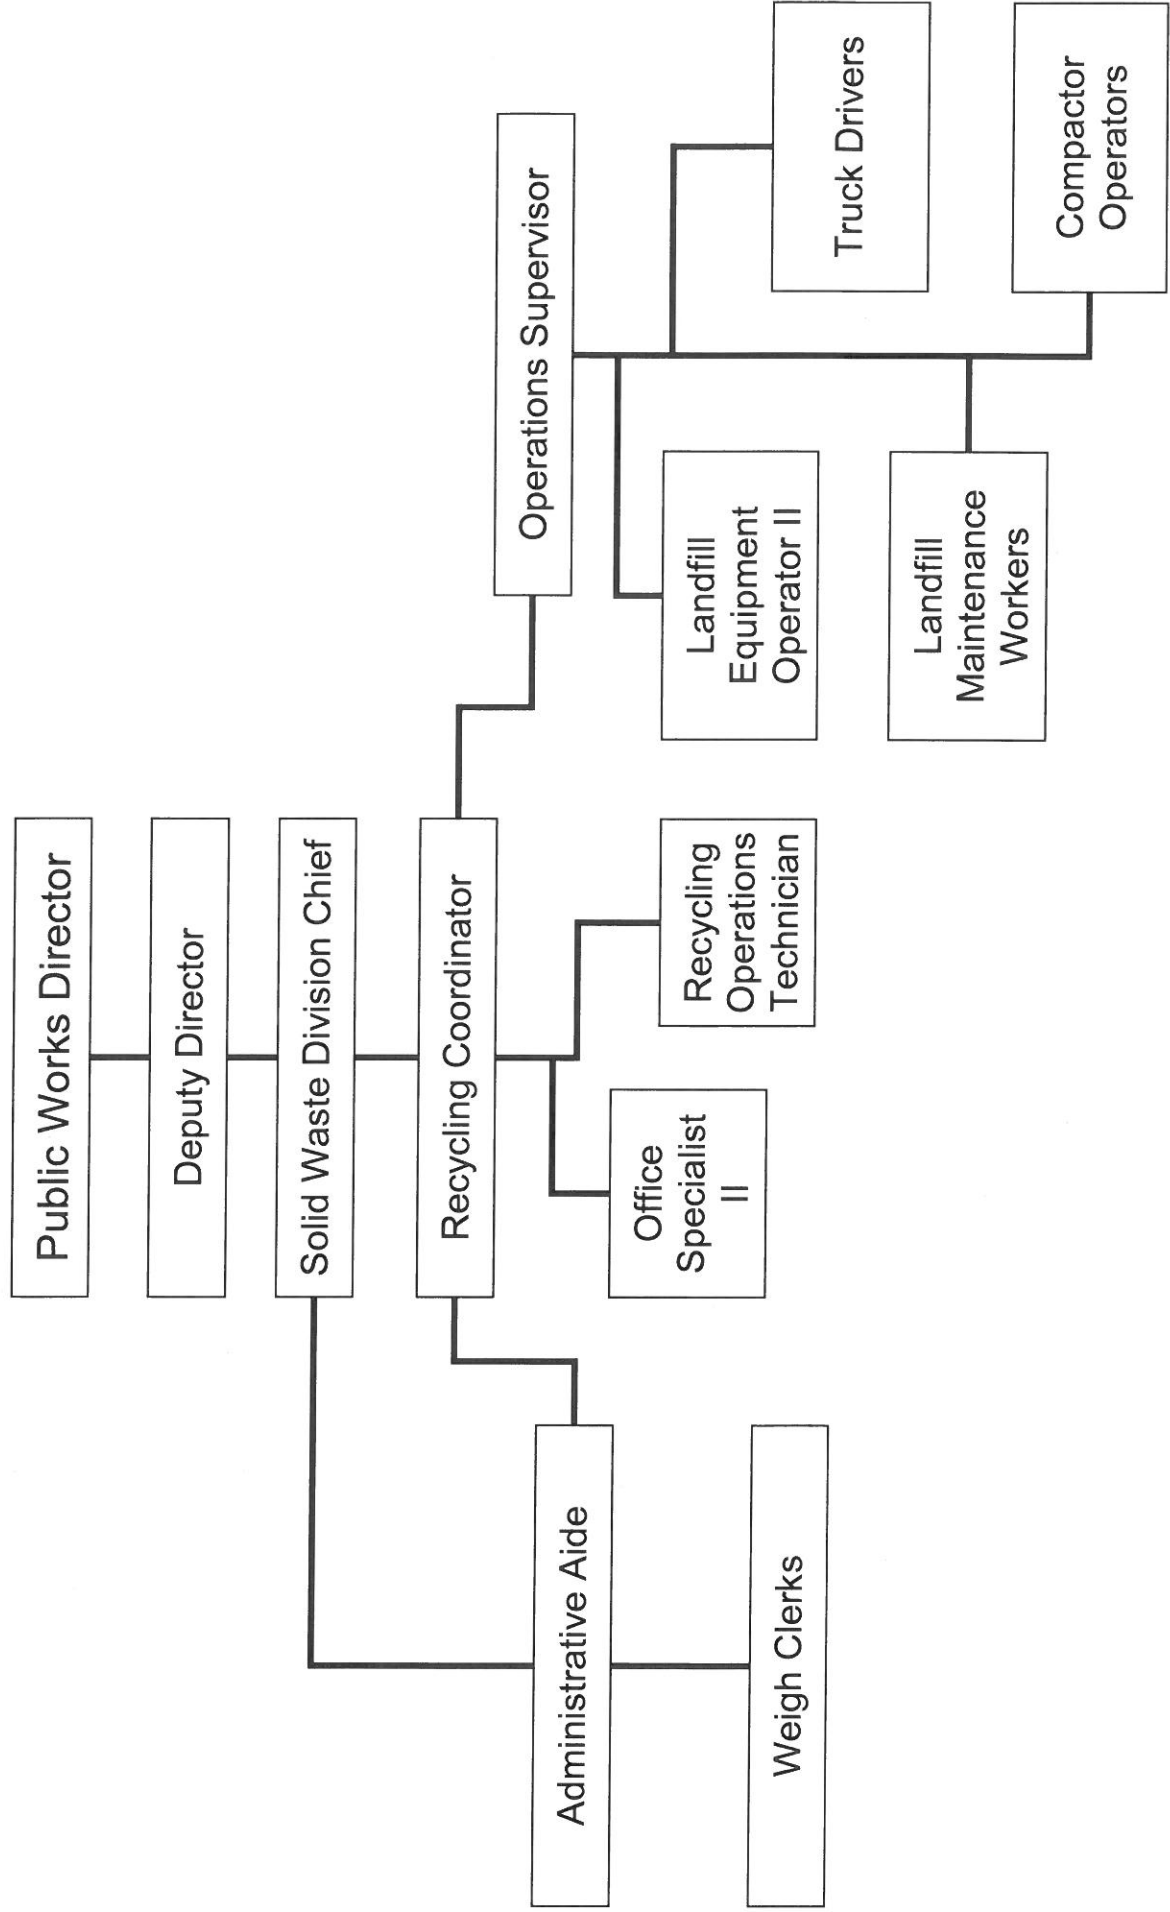 Public Works Director
Deputy Director
Solid Waste Division Chief
Recycling Coordinator
Operations Supervisor
Administrative Aide
Office
Specialist
II
Recycling
Operations
Technician
Landfill
Equipment
Operator II
Truck Drivers
Weigh Clerks
Landfill
Maintenance
Workers
Compactor
Operators